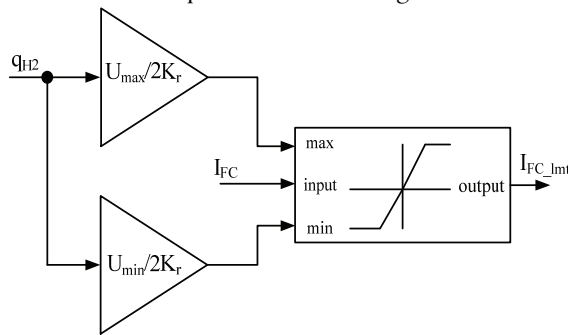 q_H2
U_max/2K_r
max
I_FC
input
output
I_FC_lmt
min
U_min/2K_r